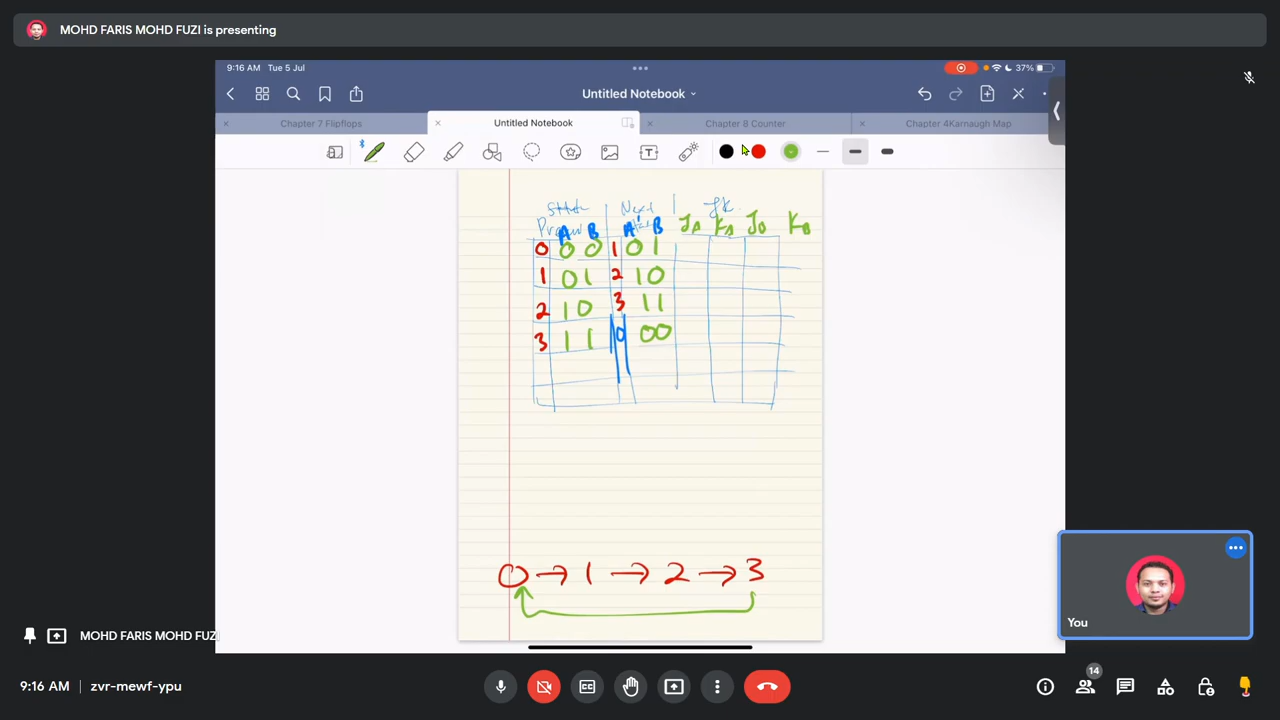 MOHD FARIS MOHD FUZI is presenting
9:16 AM Tue 5 Jul
37%
Untitled Notebook
Chapter 7 Flipflops
Untitled Notebook
Chapter 8 Counter
Chapter 4Karnaugh Map
State Next JK
A B A B JA KA JB KB
0 0 0 1 0 1
1 0 1 2 1 0
2 1 0 3 1 1
3 1 1 0 0 0
0 → 1 → 2 → 3
You
MOHD FARIS MOHD FUZI
9:16 AM
zvr-mewf-ypu
14